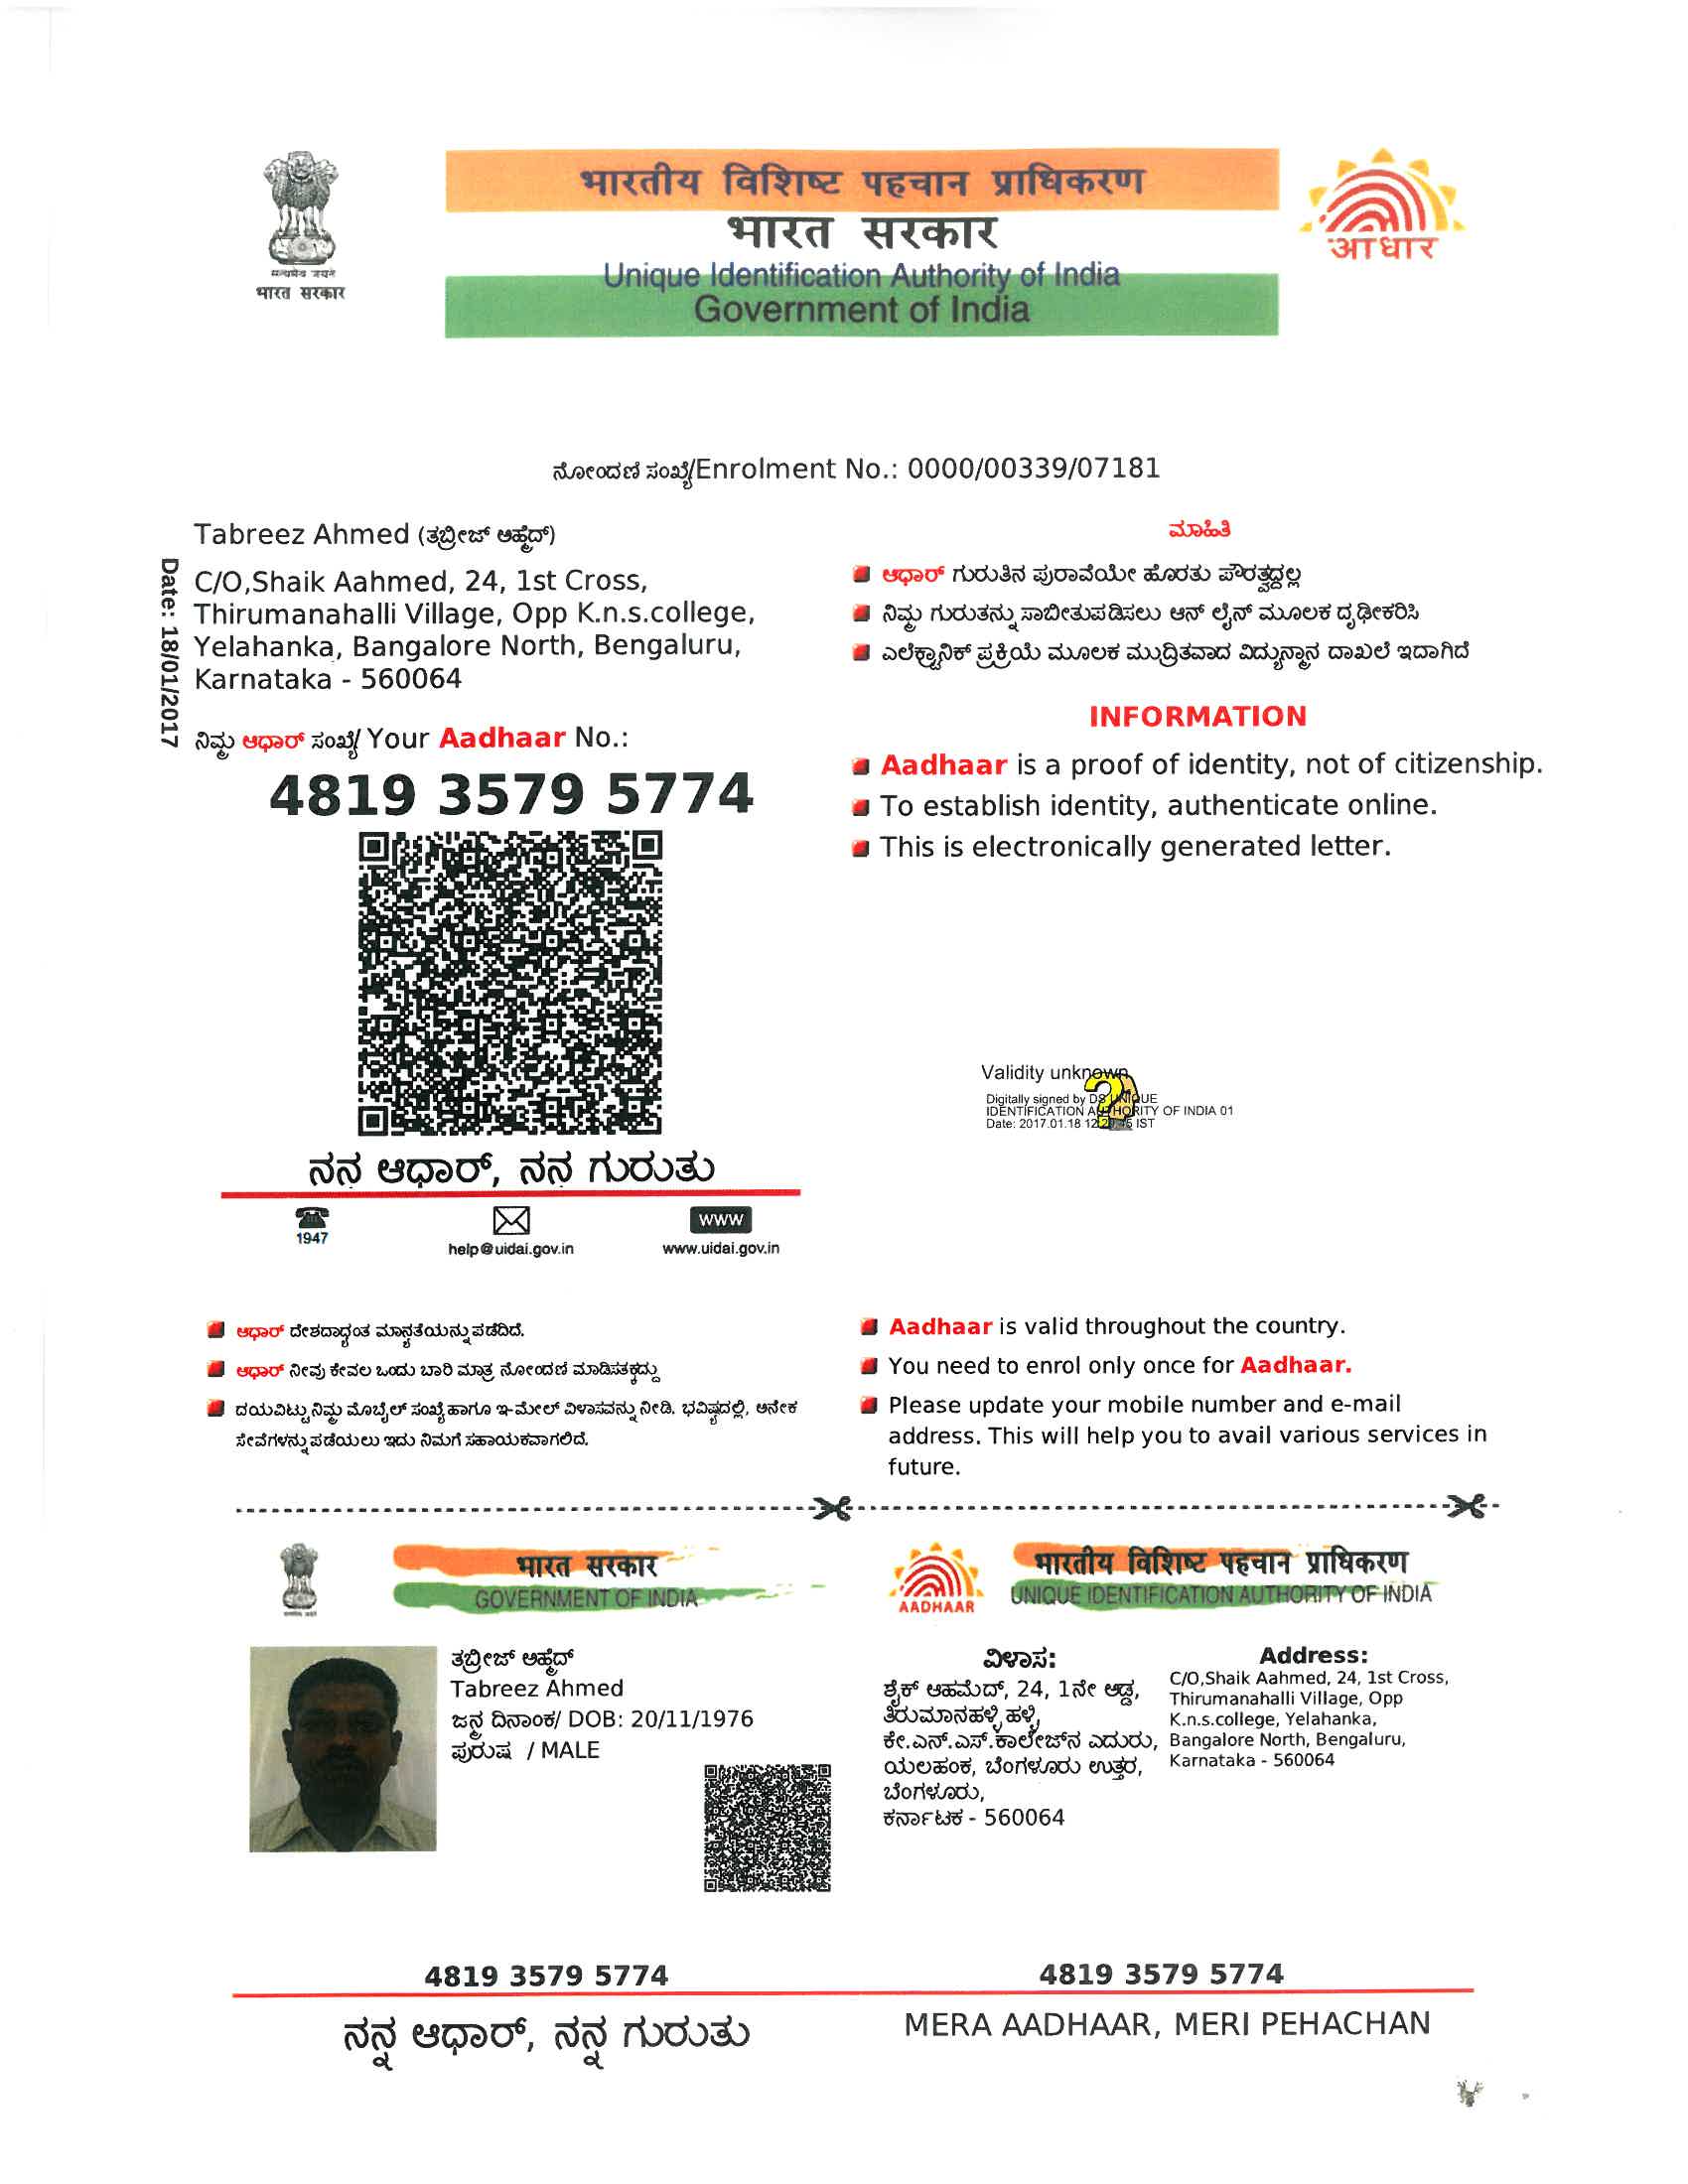 सत्यमेव जयते
भारत सरकार
भारतीय विशिष्ट पहचान प्राधिकरण
भारत सरकार
Unique Identification Authority of India
Government of India
आधार
ನೋಂದಣಿ ಸಂಖ್ಯೆ/Enrolment No.: 0000/00339/07181
Date: 18/01/2017
Tabreez Ahmed (ತಬ್ರೀಜ್ ಅಹ್ಮೆದ್)
C/O,Shaik Aahmed, 24, 1st Cross,
Thirumanahalli Village, Opp K.n.s.college,
Yelahanka, Bangalore North, Bengaluru,
Karnataka - 560064
ನಿಮ್ಮ ಆಧಾರ್ ಸಂಖ್ಯೆ/ Your Aadhaar No.:
4819 3579 5774
ನನ್ನ ಆಧಾರ್, ನನ್ನ ಗುರುತು
1947
help@uidai.gov.in
www
www.uidai.gov.in
ಮಾಹಿತಿ
ಆಧಾರ್ ಗುರುತಿನ ಪುರಾವೆಯೇ ಹೊರತು ಪೌರತ್ವದ್ದಲ್ಲ
ನಿಮ್ಮ ಗುರುತನ್ನು ಸಾಬೀತುಪಡಿಸಲು ಆನ್ ಲೈನ್ ಮೂಲಕ ದೃಢೀಕರಿಸಿ
ಎಲೆಕ್ಟ್ರಾನಿಕ್ ಪ್ರಕ್ರಿಯೆ ಮೂಲಕ ಮುದ್ರಿತವಾದ ವಿದ್ಯುನ್ಮಾನ ದಾಖಲೆ ಇದಾಗಿದೆ
INFORMATION
Aadhaar is a proof of identity, not of citizenship.
To establish identity, authenticate online.
This is electronically generated letter.
Validity unknown
Digitally signed by DS UNIQUE
IDENTIFICATION AUTHORITY OF INDIA 01
Date: 2017.01.18 IST
ಆಧಾರ್ ದೇಶದಾದ್ಯಂತ ಮಾನ್ಯತೆಯನ್ನು ಪಡೆದಿದೆ.
ಆಧಾರ್ ನೀವು ಕೇವಲ ಒಂದು ಬಾರಿ ಮಾತ್ರ ನೋಂದಣಿ ಮಾಡಿಸತಕ್ಕದ್ದು
ದಯವಿಟ್ಟು ನಿಮ್ಮ ಮೊಬೈಲ್ ಸಂಖ್ಯೆ ಹಾಗೂ ಇ-ಮೇಲ್ ವಿಳಾಸವನ್ನು ನೀಡಿ. ಭವಿಷ್ಯದಲ್ಲಿ, ಅನೇಕ
ಸೇವೆಗಳನ್ನು ಪಡೆಯಲು ಇದು ನಿಮಗೆ ಸಹಾಯಕವಾಗಲಿದೆ.
Aadhaar is valid throughout the country.
You need to enrol only once for Aadhaar.
Please update your mobile number and e-mail
address. This will help you to avail various services in
future.
भारत सरकार
GOVERNMENT OF INDIA
ತಬ್ರೀಜ್ ಅಹ್ಮೆದ್
Tabreez Ahmed
ಜನ್ಮ ದಿನಾಂಕ/ DOB: 20/11/1976
ಪುರುಷ / MALE
4819 3579 5774
ನನ್ನ ಆಧಾರ್, ನನ್ನ ಗುರುತು
AADHAAR
भारतीय विशिष्ट पहचान प्राधिकरण
UNIQUE IDENTIFICATION AUTHORITY OF INDIA
ವಿಳಾಸ:
ಶೈಕ್ ಆಹಮೆದ್, 24, 1ನೇ ಅಡ್ಡ,
ತಿರುಮಾನಹಳ್ಳಿ ಹಳ್ಳಿ,
ಕೇ.ಎನ್.ಎಸ್.ಕಾಲೇಜ್‌ನ ಎದುರು,
ಯಲಹಂಕ, ಬೆಂಗಳೂರು ಉತ್ತರ,
ಬೆಂಗಳೂರು,
ಕರ್ನಾಟಕ - 560064
Address:
C/O,Shaik Aahmed, 24, 1st Cross,
Thirumanahalli Village, Opp
K.n.s.college, Yelahanka,
Bangalore North, Bengaluru,
Karnataka - 560064
4819 3579 5774
MERA AADHAAR, MERI PEHACHAN